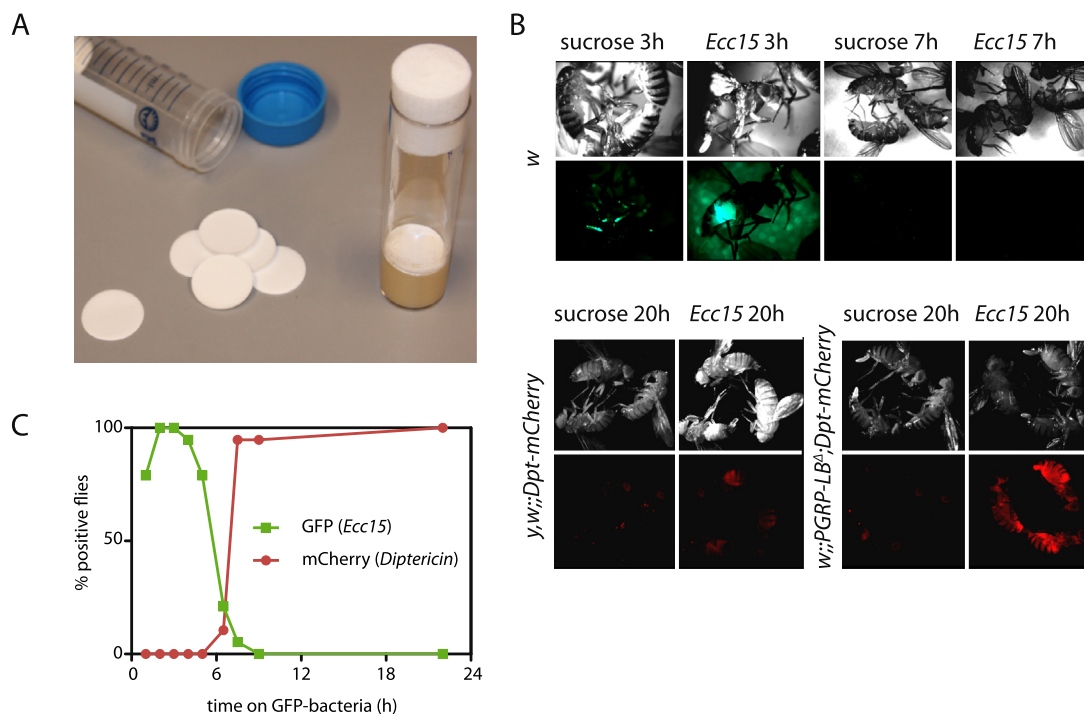 A
B
sucrose 3h
Ecc15 3h
sucrose 7h
Ecc15 7h
w
sucrose 20h
Ecc15 20h
sucrose 20h
Ecc15 20h
y,w;;Dpt-mCherry
w;;PGRP-LBΔ;Dpt-mCherry
C
100
50
0
% positive flies
GFP (Ecc15)
mCherry (Diptericin)
0
6
12
18
24
time on GFP-bacteria (h)